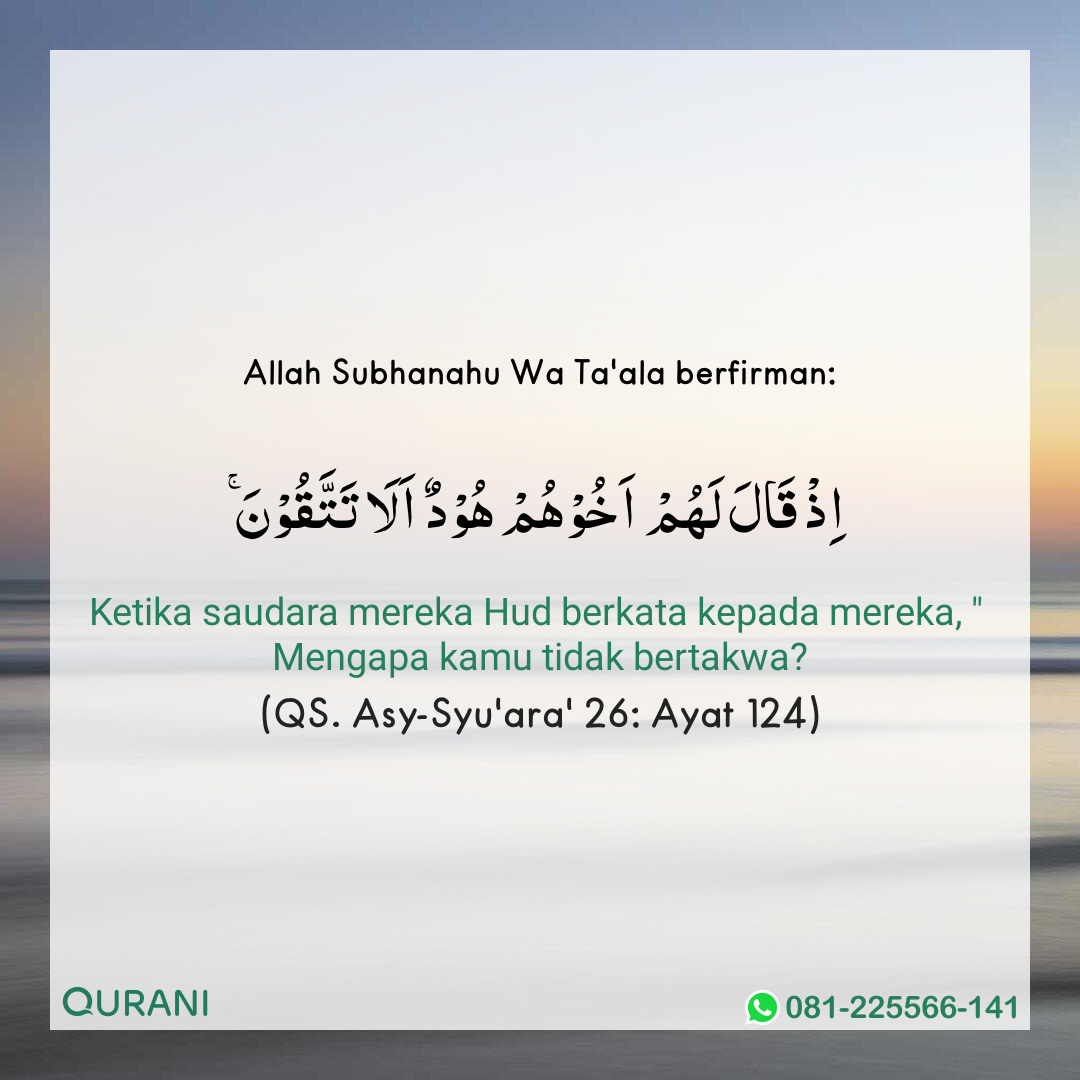 Allah Subhanahu Wa Ta'ala berfirman:
اِذْ قَالَ لَهُمْ اَخُوْهُمْ هُوْدٌ اَلَا تَتَّقُوْنَ ۚ
Ketika saudara mereka Hud berkata kepada mereka, "
Mengapa kamu tidak bertakwa?
(QS. Asy-Syu'ara' 26: Ayat 124)
QURANI
081-225566-141